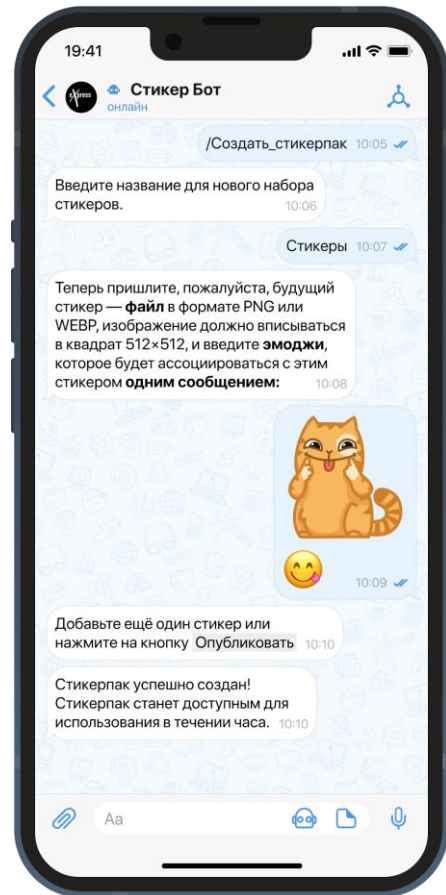 19:41
express
Стикер Бот
онлайн
/Создать_стикерпак 10:05
Введите название для нового набора
стикеров. 10:06
Стикеры 10:07
Теперь пришлите, пожалуйста, будущий
стикер — файл в формате PNG или
WEBP, изображение должно вписываться
в квадрат 512×512, и введите эмоджи,
которое будет ассоциироваться с этим
стикером одним сообщением: 10:08
10:09
Добавьте ещё один стикер или
нажмите на кнопку Опубликовать 10:10
Стикерпак успешно создан!
Стикерпак станет доступным для
использования в течении часа. 10:10
Aa